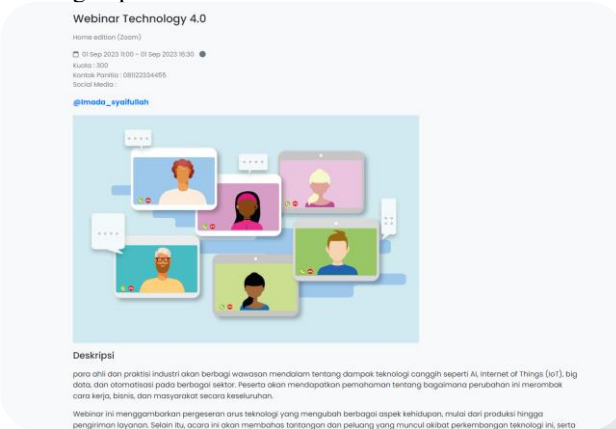 Webinar Technology 4.0
Home edition (Zoom)
01 Sep 2023 11:00 - 01 Sep 2023 16:30
Kuota : 300
Kontak Panitia : 081122334455
Social Media :
@Imada_syaifullah
Deskripsi
para ahli dan praktisi industri akan berbagi wawasan mendalam tentang dampak teknologi canggih seperti AI, Internet of Things (IoT), big
data, dan otomatisasi pada berbagai sektor. Peserta akan mendapatkan pemahaman tentang bagaimana perubahan ini merombak
cara kerja, bisnis, dan masyarakat secara keseluruhan.
Webinar ini menggambarkan pergeseran arus teknologi yang mengubah berbagai aspek kehidupan, mulai dari produksi hingga
pengiriman layanan. Selain itu, acara ini akan membahas tantangan dan peluang yang muncul akibat perkembangan teknologi ini, serta